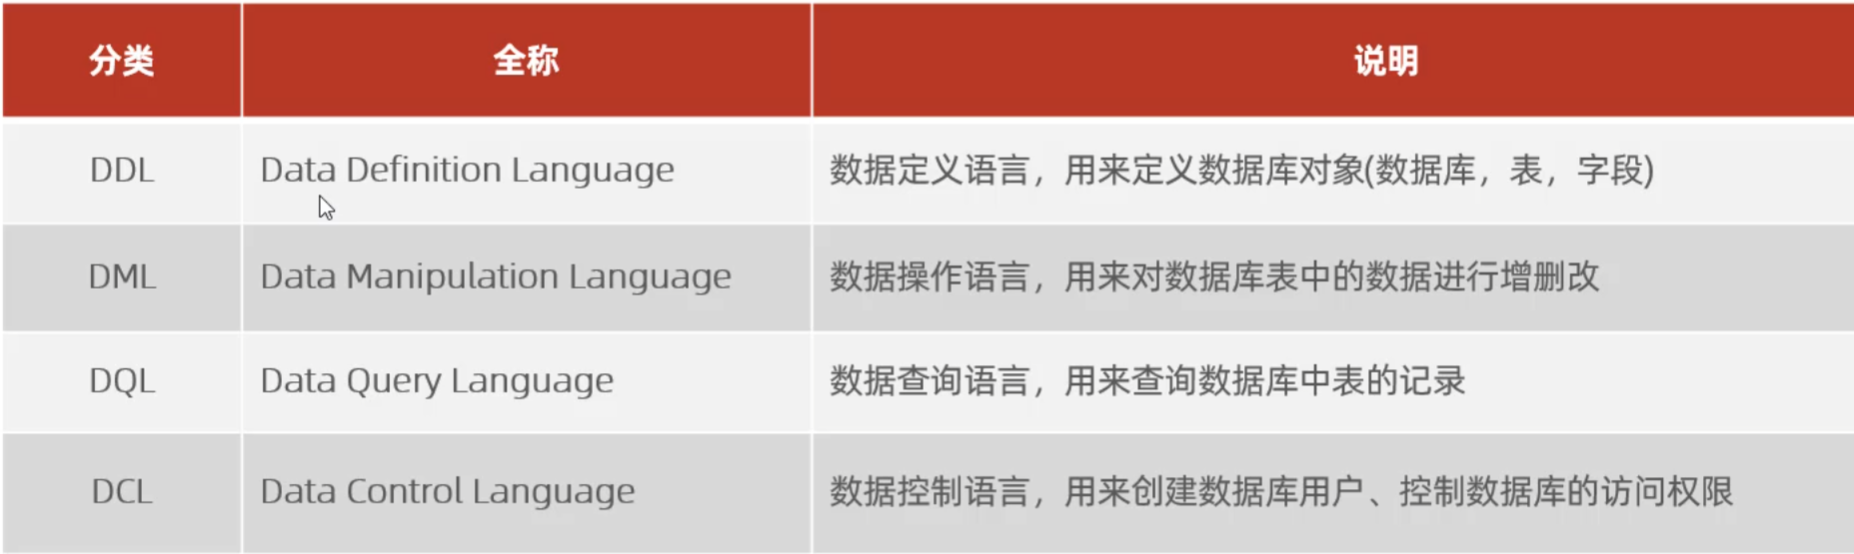 分类 全称 说明
DDL Data Definition Language 数据定义语言，用来定义数据库对象(数据库，表，字段)
DML Data Manipulation Language 数据操作语言，用来对数据库表中的数据进行增删改
DQL Data Query Language 数据查询语言，用来查询数据库中表的记录
DCL Data Control Language 数据控制语言，用来创建数据库用户、控制数据库的访问权限